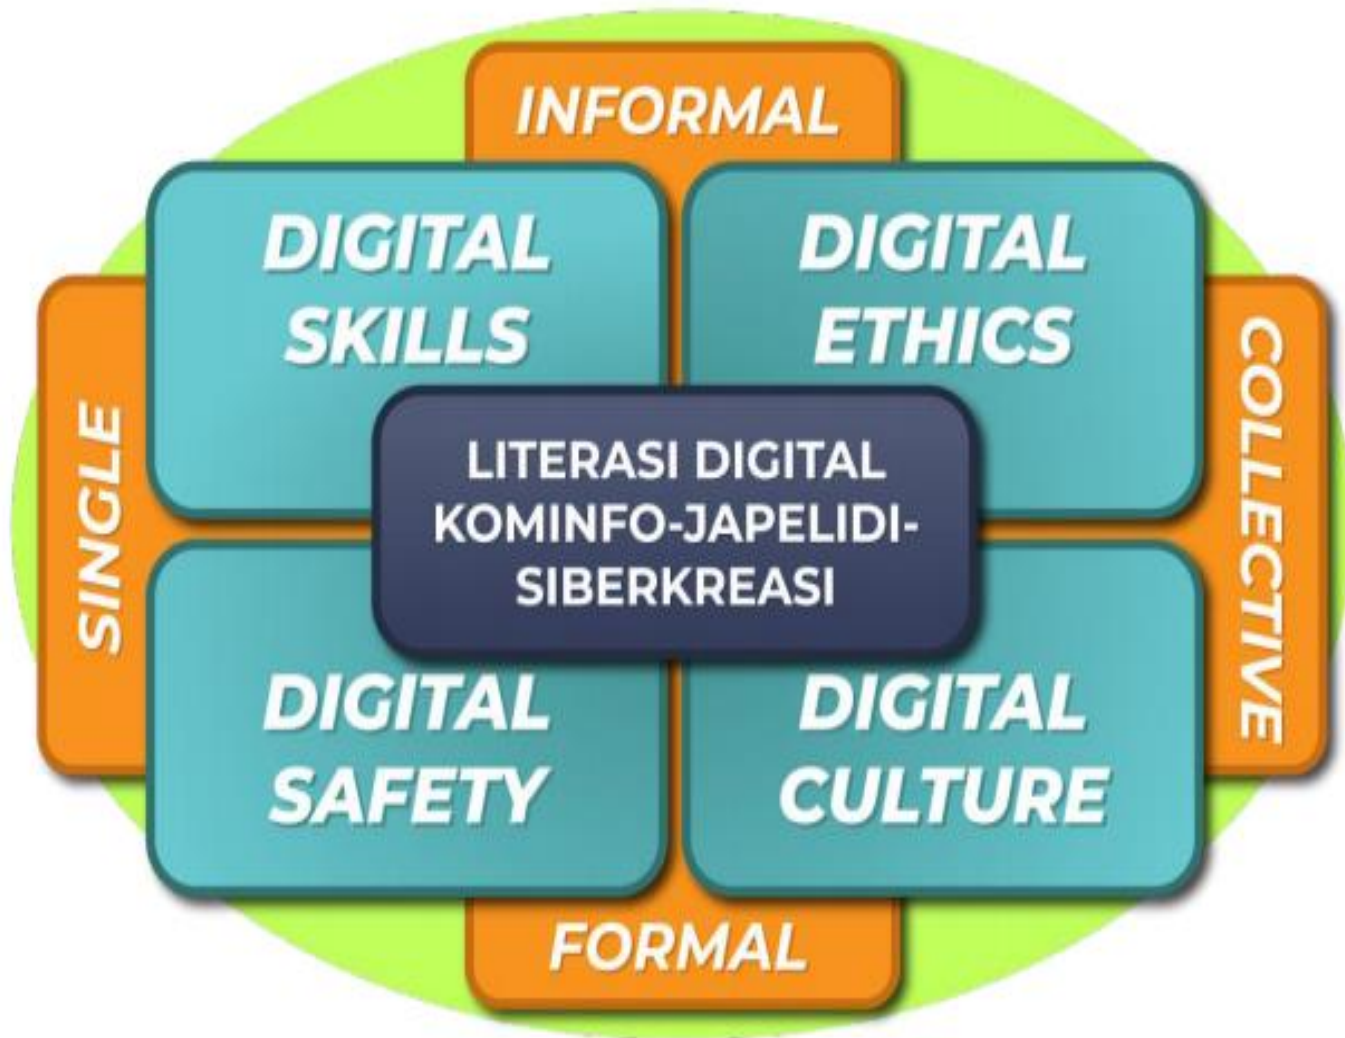 INFORMAL
DIGITAL
SKILLS
DIGITAL
ETHICS
SINGLE
LITERASI DIGITAL
KOMINFO-JAPELIDI-
SIBERKREASI
COLLECTIVE
DIGITAL
SAFETY
DIGITAL
CULTURE
FORMAL